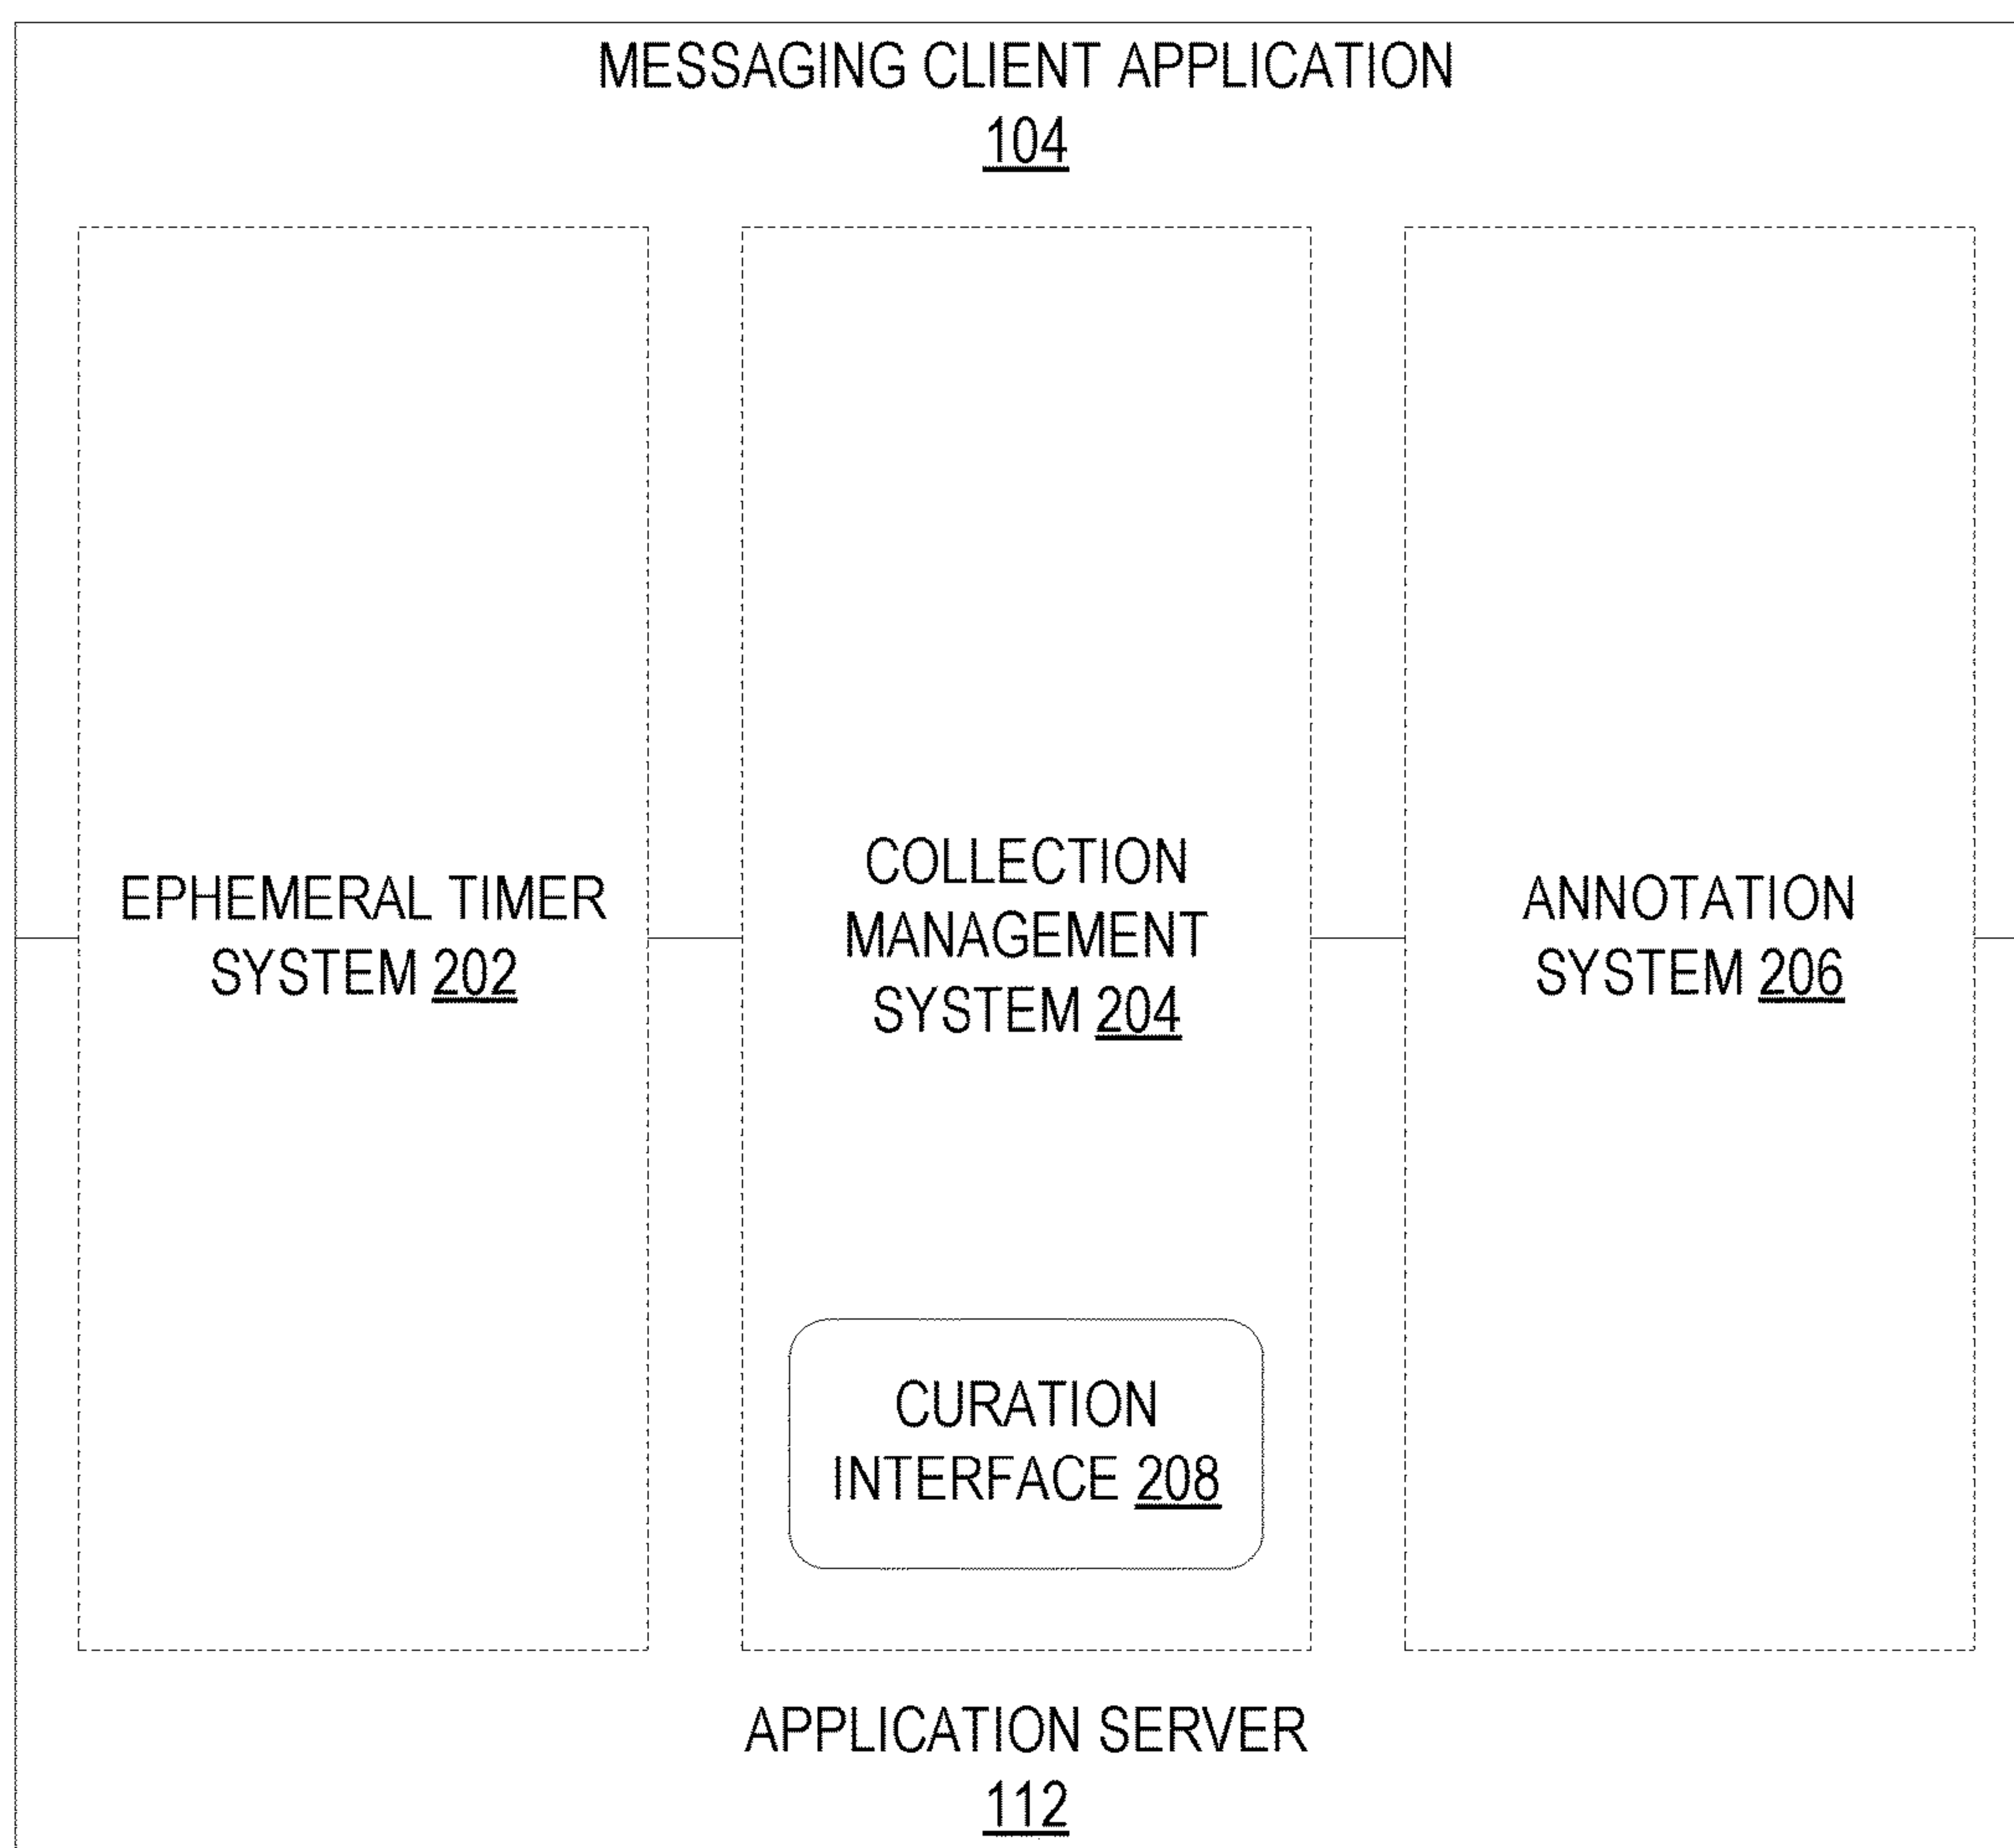 MESSAGING CLIENT APPLICATION
104
EPHEMERAL TIMER
SYSTEM 202
COLLECTION
MANAGEMENT
SYSTEM 204
ANNOTATION
SYSTEM 206
CURATION
INTERFACE 208
APPLICATION SERVER
112